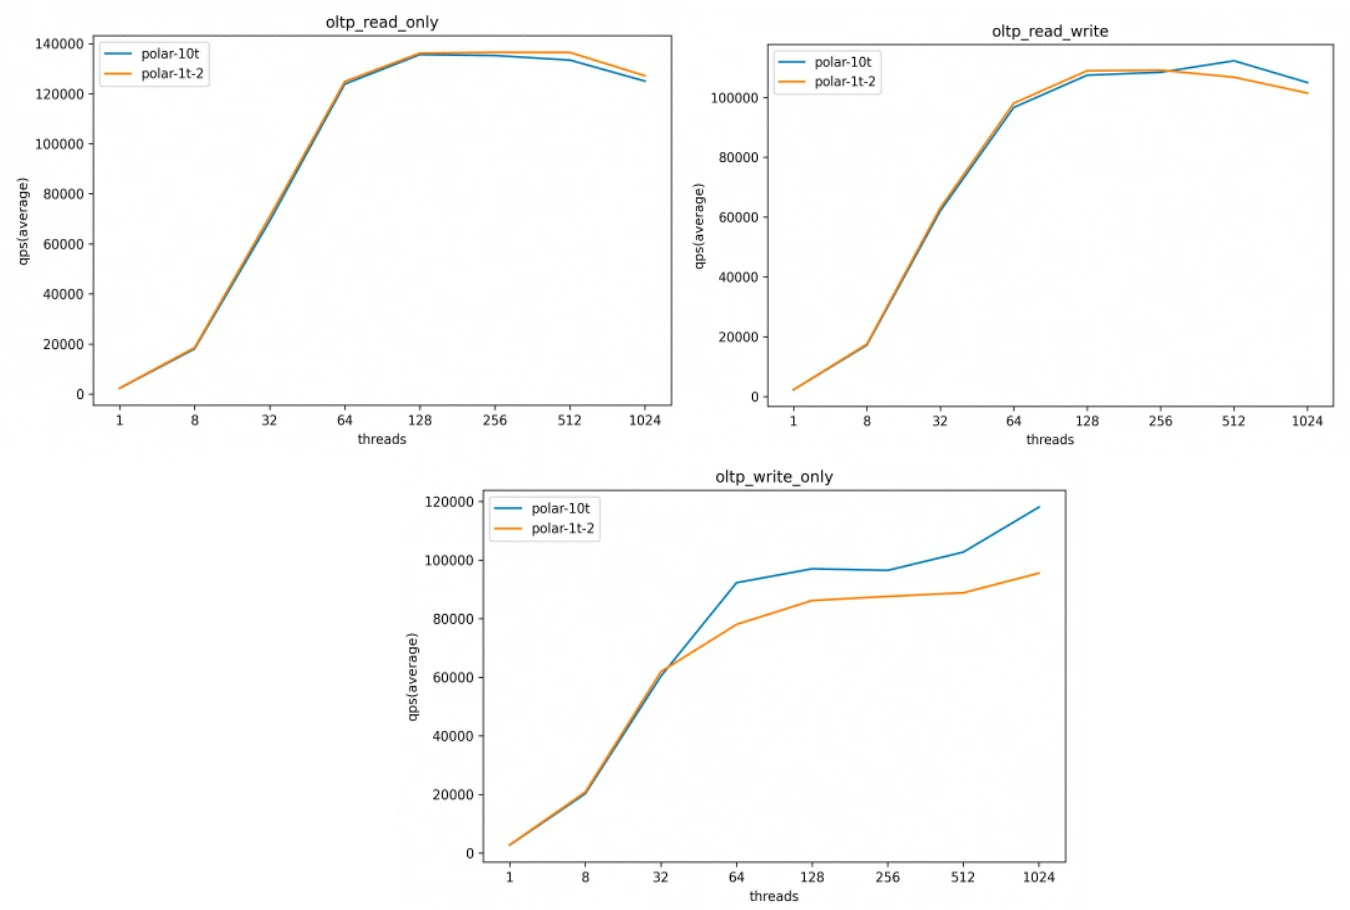 oltp_read_only
polar-10t
polar-1t-2
140000
120000
100000
80000
60000
40000
20000
0
qps(average)
1 8 32 64 128 256 512 1024
threads
oltp_read_write
polar-10t
polar-1t-2
100000
80000
60000
40000
20000
0
qps(average)
1 8 32 64 128 256 512 1024
threads
oltp_write_only
polar-10t
polar-1t-2
120000
100000
80000
60000
40000
20000
0
qps(average)
1 8 32 64 128 256 512 1024
threads